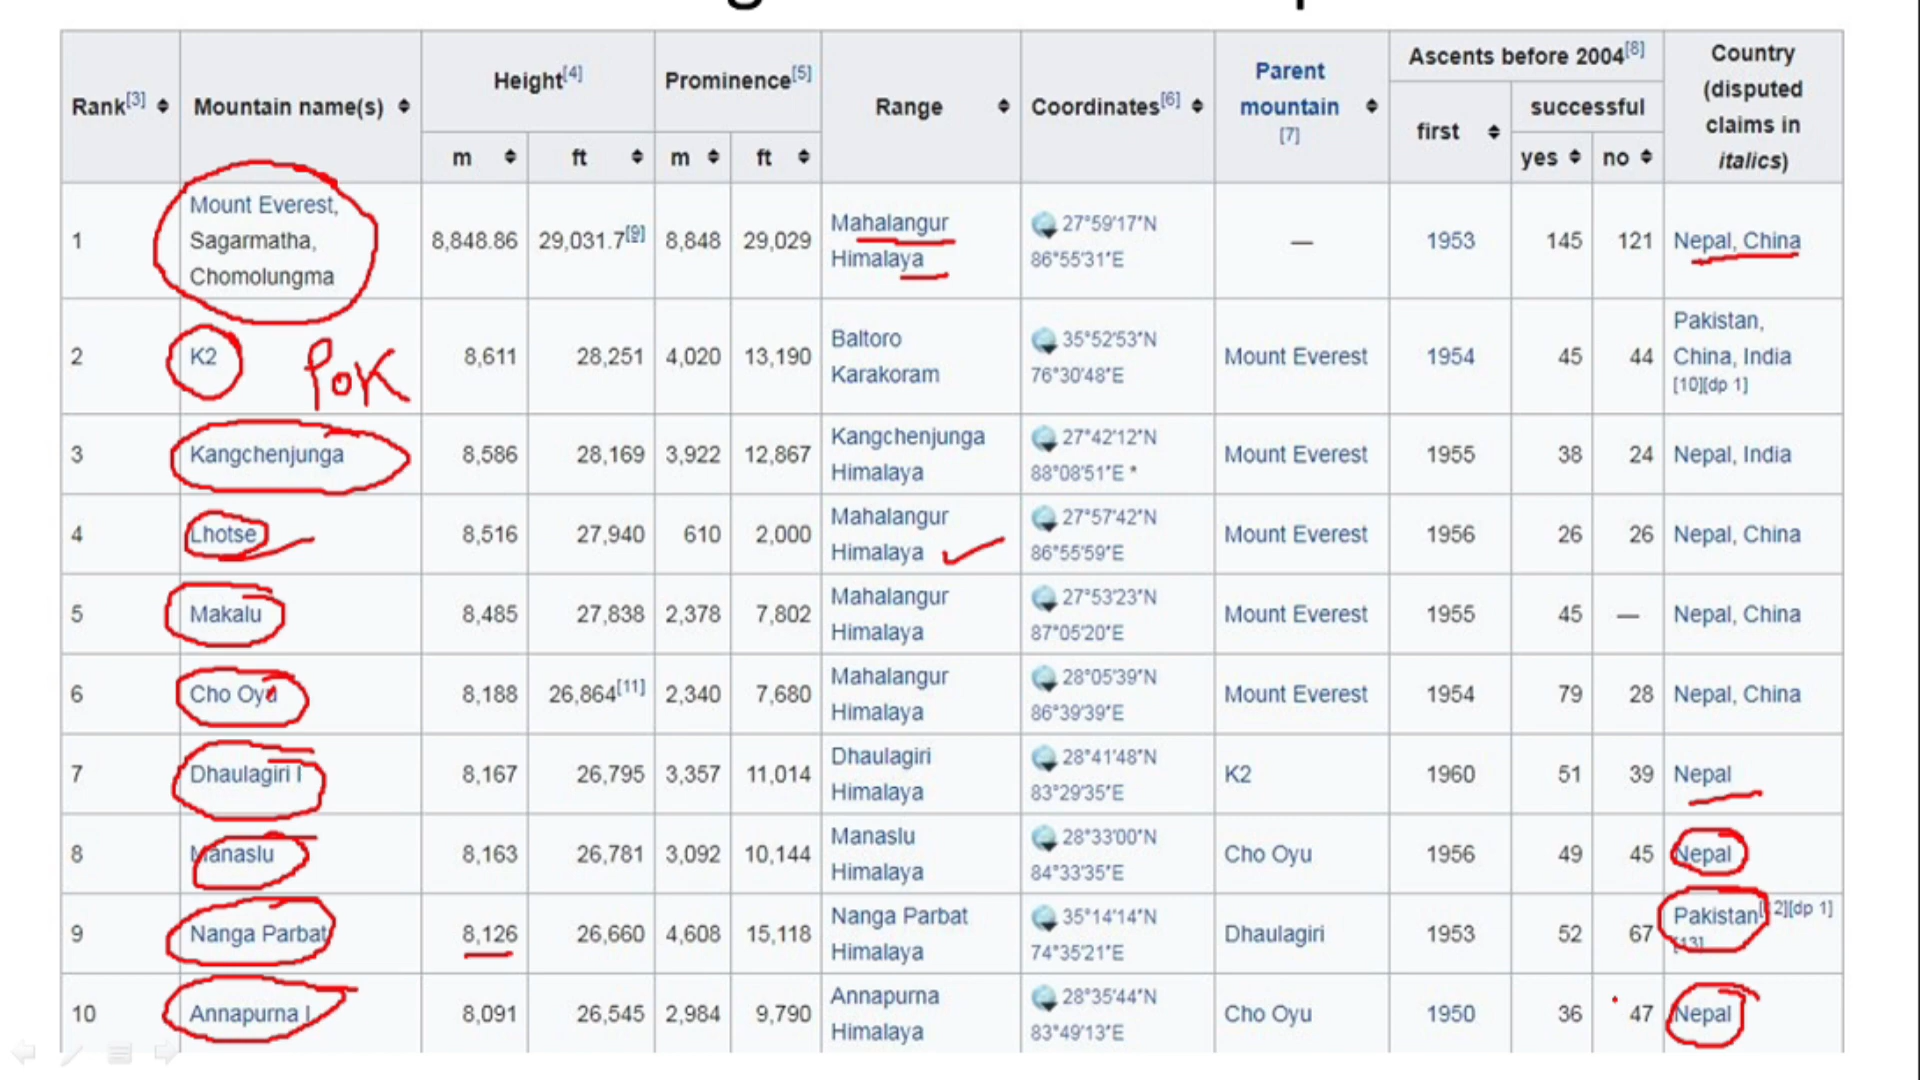 Rank[3] Mountain name(s) Height[4] Prominence[5] Range Coordinates[6] Parent mountain [7] Ascents before 2004[8] Country (disputed claims in italics)
m ft m ft first successful
yes no
1 Mount Everest, Sagarmatha, Chomolungma 8,848.86 29,031.7[9] 8,848 29,029 Mahalangur Himalaya 27°59′17″N 86°55′31″E — 1953 145 121 Nepal, China
2 K2 PoK 8,611 28,251 4,020 13,190 Baltoro Karakoram 35°52′53″N 76°30′48″E Mount Everest 1954 45 44 Pakistan, China, India [10][dp 1]
3 Kangchenjunga 8,586 28,169 3,922 12,867 Kangchenjunga Himalaya 27°42′12″N 88°08′51″E * Mount Everest 1955 38 24 Nepal, India
4 Lhotse 8,516 27,940 610 2,000 Mahalangur Himalaya 27°57′42″N 86°55′59″E Mount Everest 1956 26 26 Nepal, China
5 Makalu 8,485 27,838 2,378 7,802 Mahalangur Himalaya 27°53′23″N 87°05′20″E Mount Everest 1955 45 — Nepal, China
6 Cho Oyu 8,188 26,864[11] 2,340 7,680 Mahalangur Himalaya 28°05′39″N 86°39′39″E Mount Everest 1954 79 28 Nepal, China
7 Dhaulagiri I 8,167 26,795 3,357 11,014 Dhaulagiri Himalaya 28°41′48″N 83°29′35″E K2 1960 51 39 Nepal
8 Manaslu 8,163 26,781 3,092 10,144 Manaslu Himalaya 28°33′00″N 84°33′35″E Cho Oyu 1956 49 45 Nepal
9 Nanga Parbat 8,126 26,660 4,608 15,118 Nanga Parbat Himalaya 35°14′14″N 74°35′21″E Dhaulagiri 1953 52 67 Pakistan[12][dp 1][13]
10 Annapurna I 8,091 26,545 2,984 9,790 Annapurna Himalaya 28°35′44″N 83°49′13″E Cho Oyu 1950 36 47 Nepal